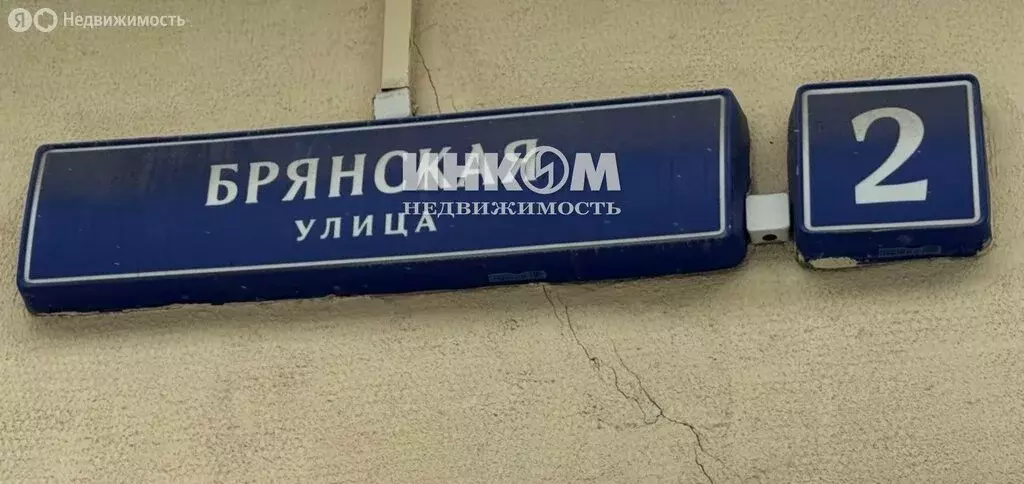 Недвижимость
БРЯНСКАЯ
УЛИЦА
2
ИНКОМ
НЕДВИЖИМОСТЬ